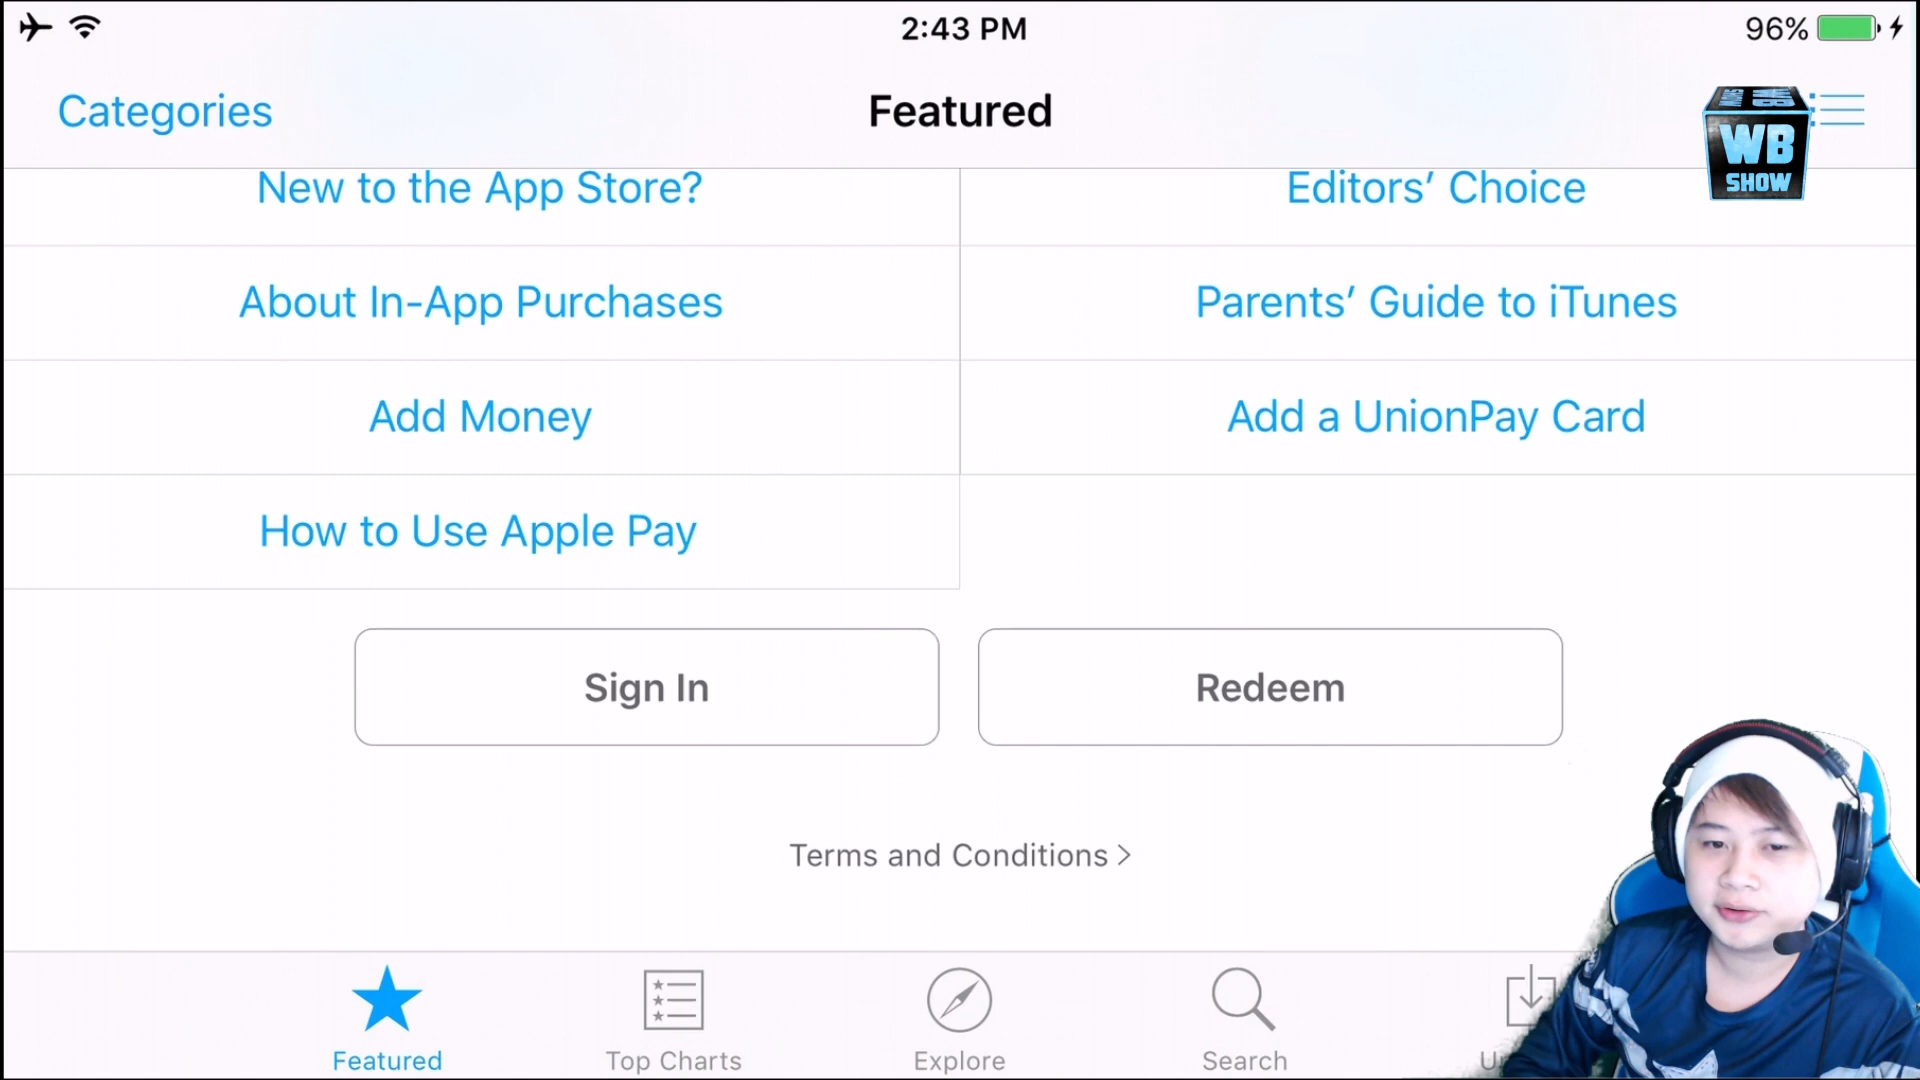 2:43 PM
96%
Categories
Featured
WB
SHOW
WB
SHOW
New to the App Store?
Editors’ Choice
About In-App Purchases
Parents’ Guide to iTunes
Add Money
Add a UnionPay Card
How to Use Apple Pay
Sign In
Redeem
Terms and Conditions >
Featured
Top Charts
Explore
Search